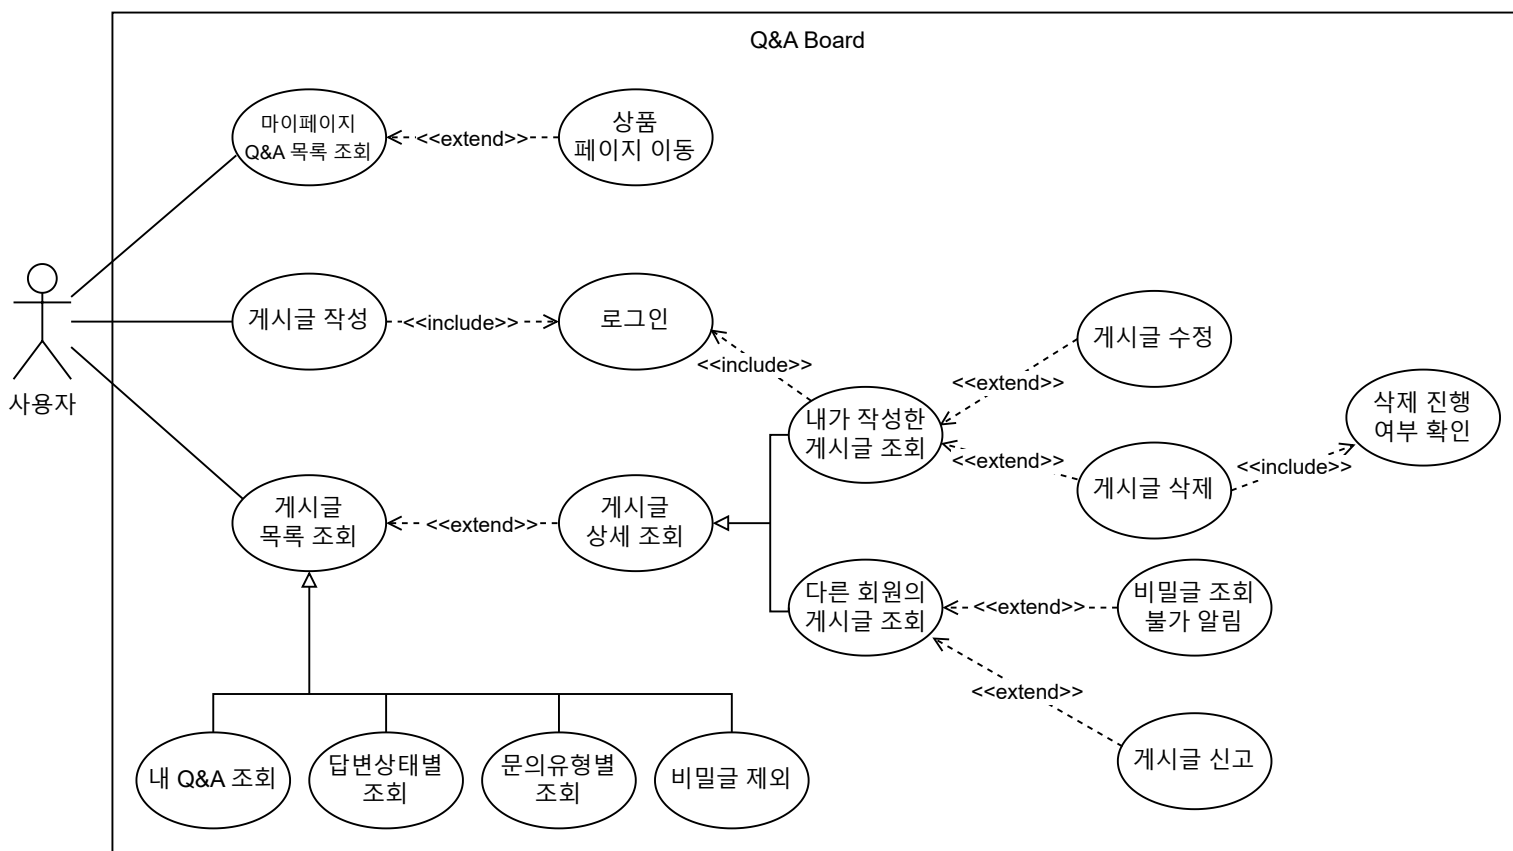 Q&A Board
마이페이지
Q&A 목록 조회
<<extend>>
상품
페이지 이동
사용자
게시글 작성
<<include>>
로그인
<<include>>
내가 작성한
게시글 조회
<<extend>>
게시글 수정
<<extend>>
게시글 삭제
<<include>>
삭제 진행
여부 확인
게시글
목록 조회
<<extend>>
게시글
상세 조회
다른 회원의
게시글 조회
<<extend>>
비밀글 조회
불가 알림
<<extend>>
게시글 신고
내 Q&A 조회
답변상태별
조회
문의유형별
조회
비밀글 제외